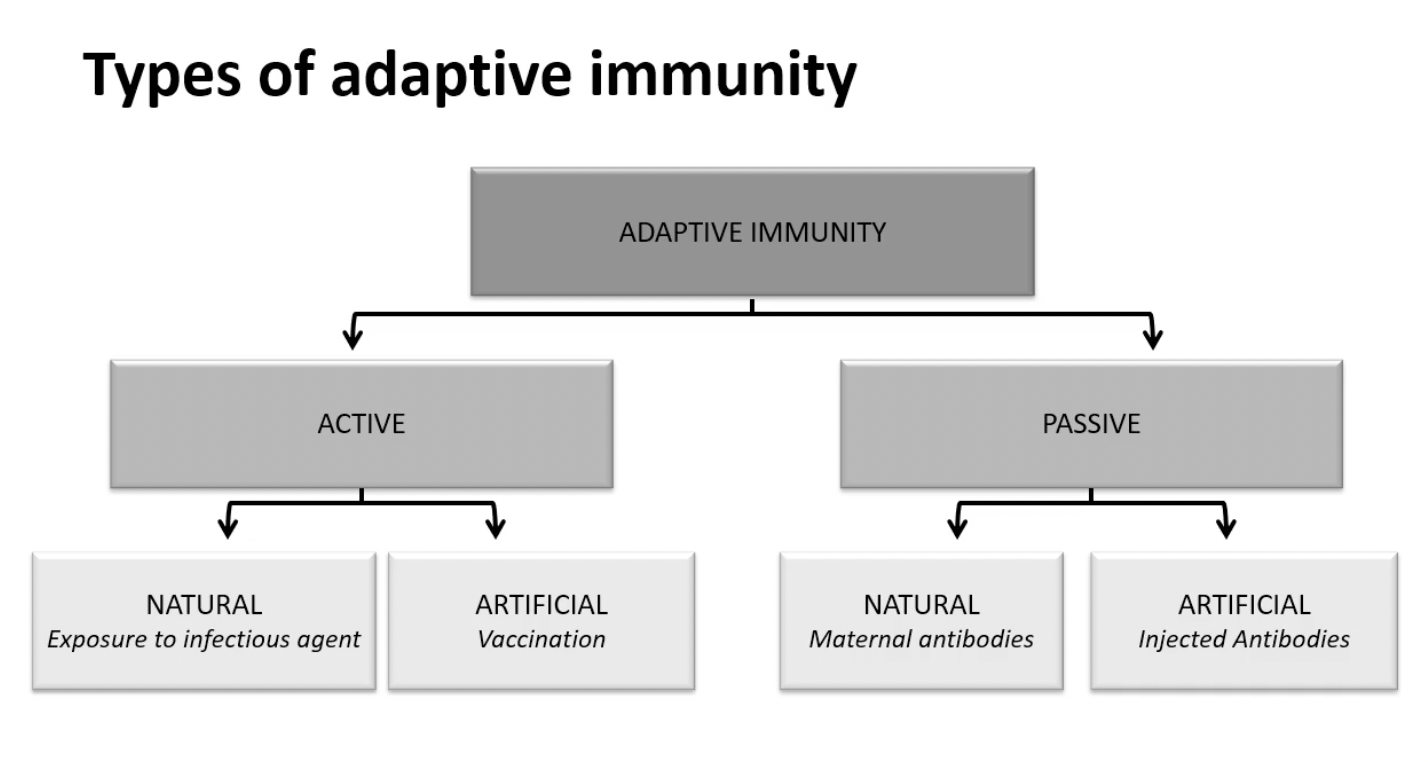 Types of adaptive immunity
ADAPTIVE IMMUNITY
ACTIVE
PASSIVE
NATURAL
Exposure to infectious agent
ARTIFICIAL
Vaccination
NATURAL
Maternal antibodies
ARTIFICIAL
Injected Antibodies